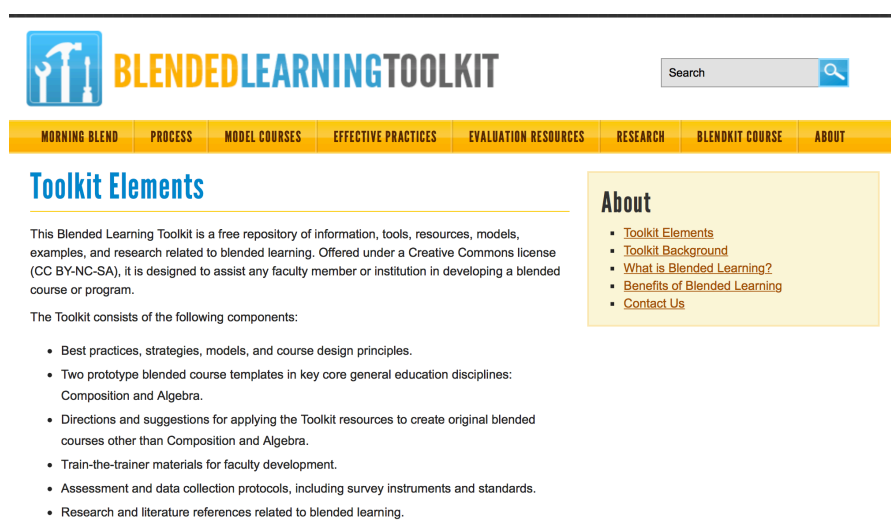 BLENDEDLEARNINGTOOLKIT
Search
MORNING BLEND PROCESS MODEL COURSES EFFECTIVE PRACTICES EVALUATION RESOURCES RESEARCH BLENDKIT COURSE ABOUT
Toolkit Elements
This Blended Learning Toolkit is a free repository of information, tools, resources, models,
examples, and research related to blended learning. Offered under a Creative Commons license
(CC BY-NC-SA), it is designed to assist any faculty member or institution in developing a blended
course or program.
The Toolkit consists of the following components:
• Best practices, strategies, models, and course design principles.
• Two prototype blended course templates in key core general education disciplines:
Composition and Algebra.
• Directions and suggestions for applying the Toolkit resources to create original blended
courses other than Composition and Algebra.
• Train-the-trainer materials for faculty development.
• Assessment and data collection protocols, including survey instruments and standards.
• Research and literature references related to blended learning.
About
▪ Toolkit Elements
▪ Toolkit Background
▪ What is Blended Learning?
▪ Benefits of Blended Learning
▪ Contact Us